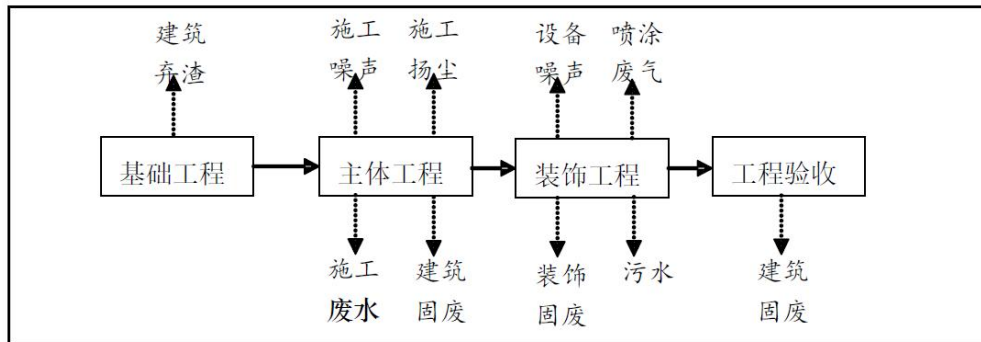 建筑
弃渣
施工
噪声
施工
扬尘
设备
噪声
喷涂
废气
基础工程
主体工程
装饰工程
工程验收
施工
废水
建筑
固废
装饰
固废
污水
建筑
固废